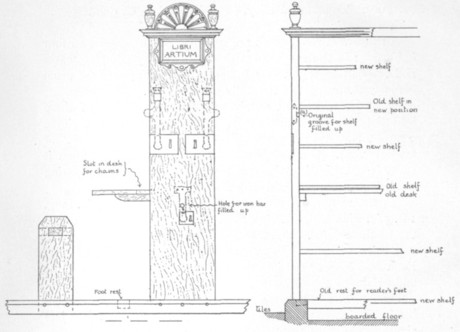 LIBRI
ARTIUM
Slot in desk
for chains
Hole for iron bar
filled up
Foot rest
new shelf
Old shelf in
new position
Original
groove for shelf
filled up
new shelf
Old shelf
old desk
new shelf
Old rest for reader's feet
new shelf
Tiles
boarded floor